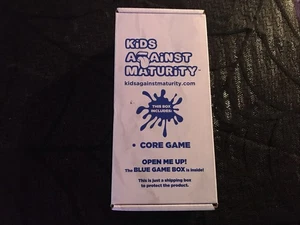 KiDS
AGAiNST
MATURiTY
kidsagainstmaturity.com
THIS BOX
INCLUDES:
• CORE GAME
OPEN ME UP!
The BLUE GAME BOX is inside!
This is just a shipping box
to protect the product.